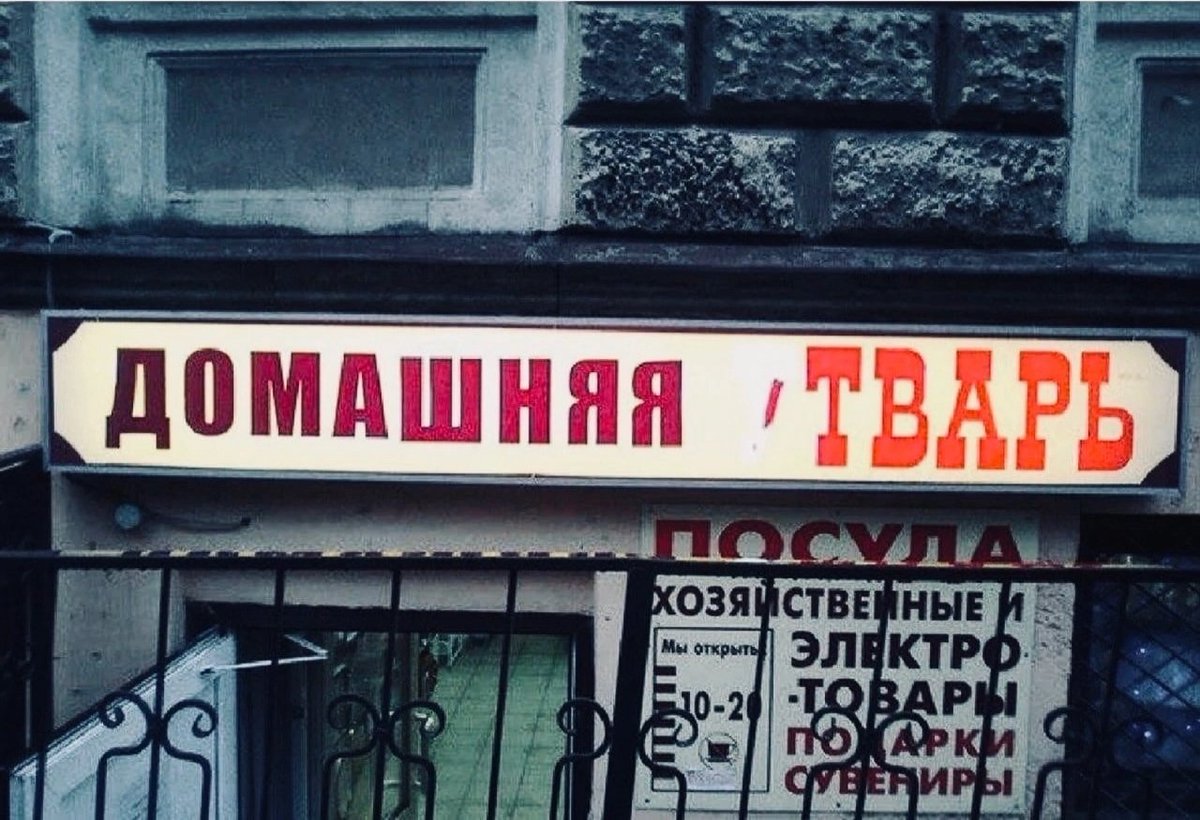 ДОМАШНЯЯ ТВАРЬ
ПОСУДА
ХОЗЯЙСТВЕННЫЕ И
ЭЛЕКТРО
-ТОВАРЫ
ПОДАРКИ
СУВЕНИРЫ
Мы открыты
10-20